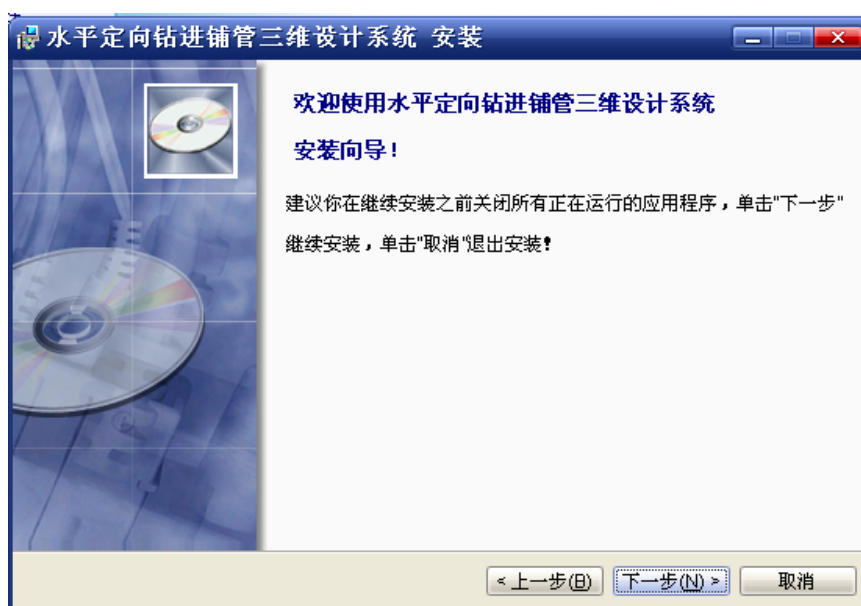 水平定向钻进铺管三维设计系统 安装
欢迎使用水平定向钻进铺管三维设计系统
安装向导!
建议你在继续安装之前关闭所有正在运行的应用程序，单击"下一步"
继续安装，单击"取消"退出安装!
<上一步(B) 下一步(N)> 取消